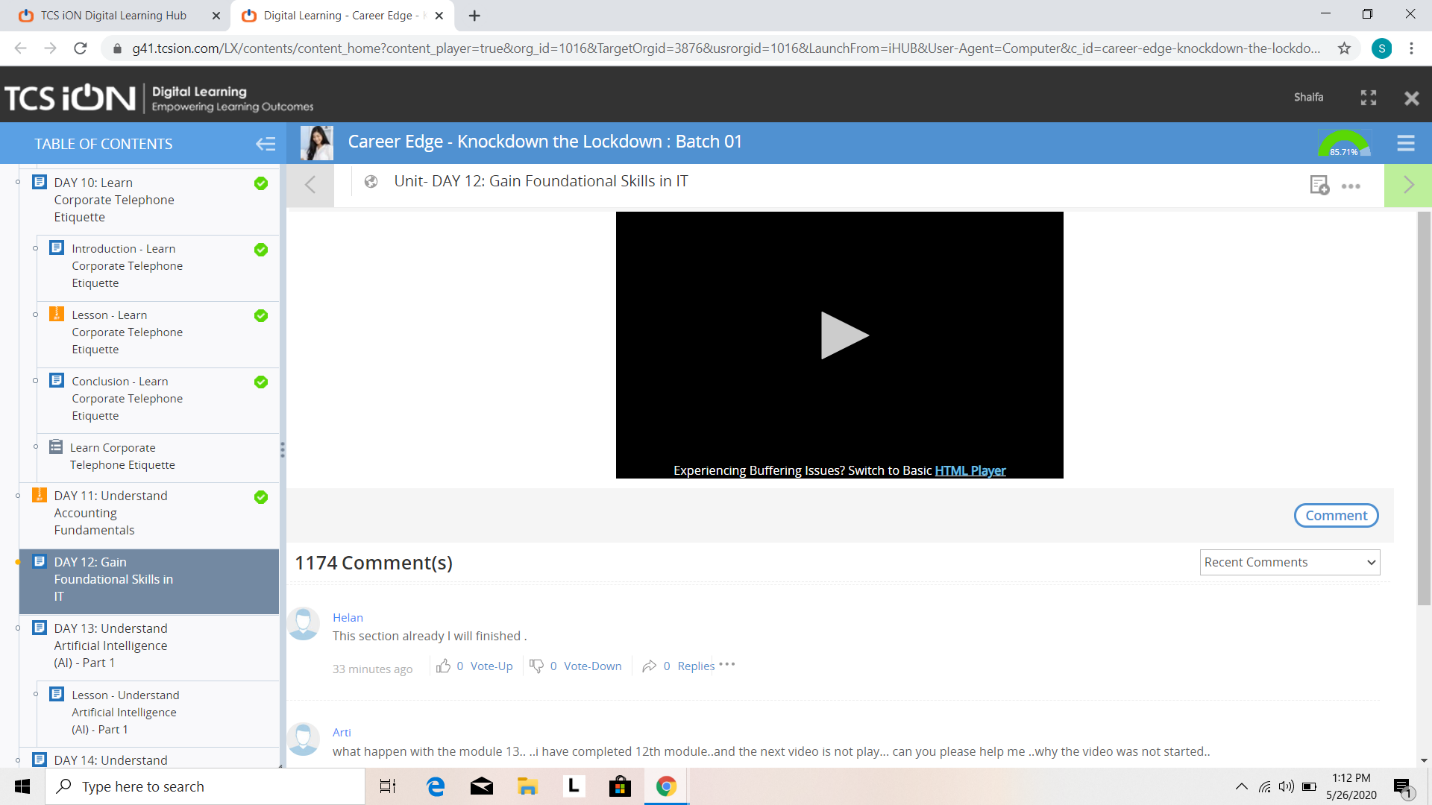 TCS iON Digital Learning Hub
Digital Learning - Career Edge -
g41.tcsion.com/LX/contents/content_home?content_player=true&org_id=1016&TargetOrgid=3876&usrorgid=1016&LaunchFrom=iHUB&User-Agent=Computer&c_id=career-edge-knockdown-the-lockdo...
S
TCS iON
Digital Learning
Empowering Learning Outcomes
Shalfa
TABLE OF CONTENTS
Career Edge - Knockdown the Lockdown : Batch 01
85.71%
Unit- DAY 12: Gain Foundational Skills in IT
DAY 10: Learn
Corporate Telephone
Etiquette
Introduction - Learn
Corporate Telephone
Etiquette
Lesson - Learn
Corporate Telephone
Etiquette
Conclusion - Learn
Corporate Telephone
Etiquette
Learn Corporate
Telephone Etiquette
DAY 11: Understand
Accounting
Fundamentals
DAY 12: Gain
Foundational Skills in
IT
DAY 13: Understand
Artificial Intelligence
(AI) - Part 1
Lesson - Understand
Artificial Intelligence
(AI) - Part 1
DAY 14: Understand
Experiencing Buffering Issues? Switch to Basic HTML Player
Comment
1174 Comment(s)
Recent Comments
Helan
This section already I will finished .
33 minutes ago 0 Vote-Up 0 Vote-Down 0 Replies
Arti
what happen with the module 13.. ..i have completed 12th module..and the next video is not play... can you please help me ..why the video was not started..
Type here to search
L
1:12 PM
5/26/2020
1